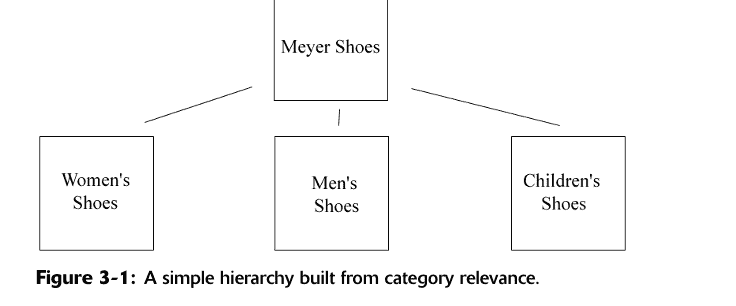 Meyer Shoes
Women's
Shoes
Men's
Shoes
Children's
Shoes
Figure 3-1: A simple hierarchy built from category relevance.